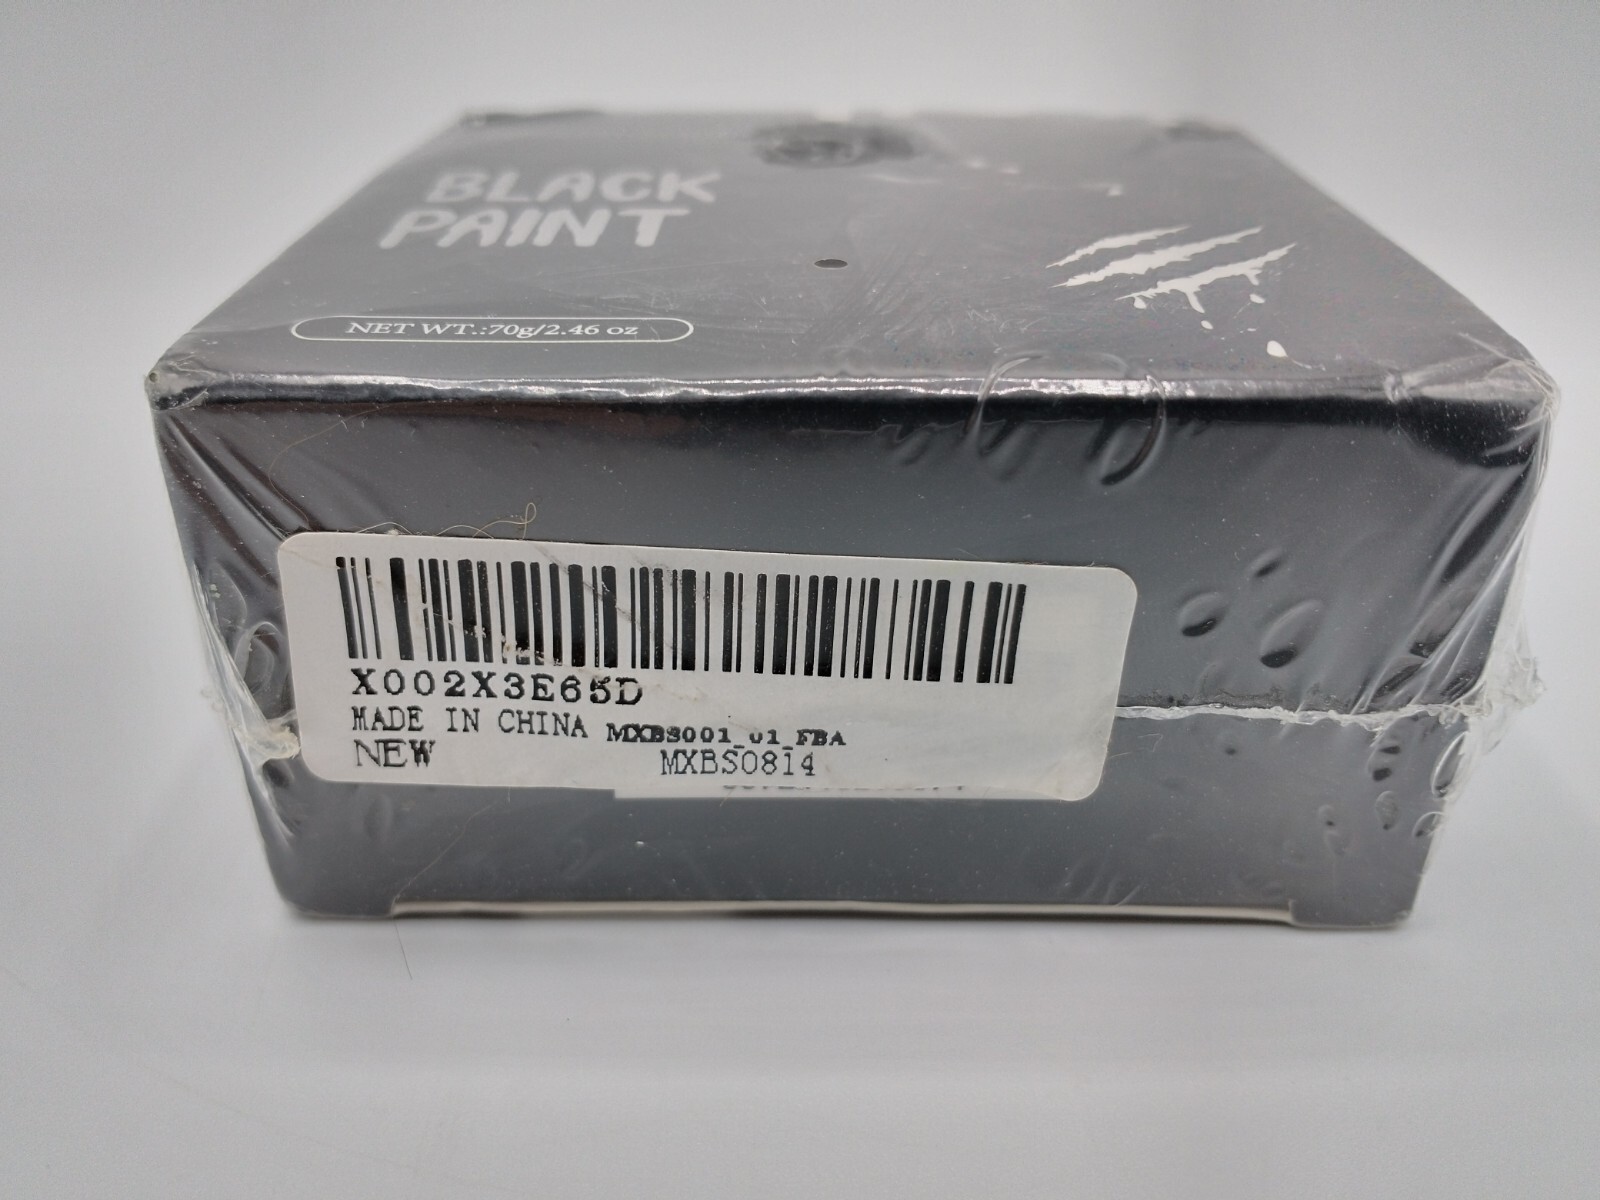 BLACK
PAINT
NET WT.:70g/2.46 oz
X002X3E65D
MADE IN CHINA MXBS001_01_FBA
NEW MXBS0814